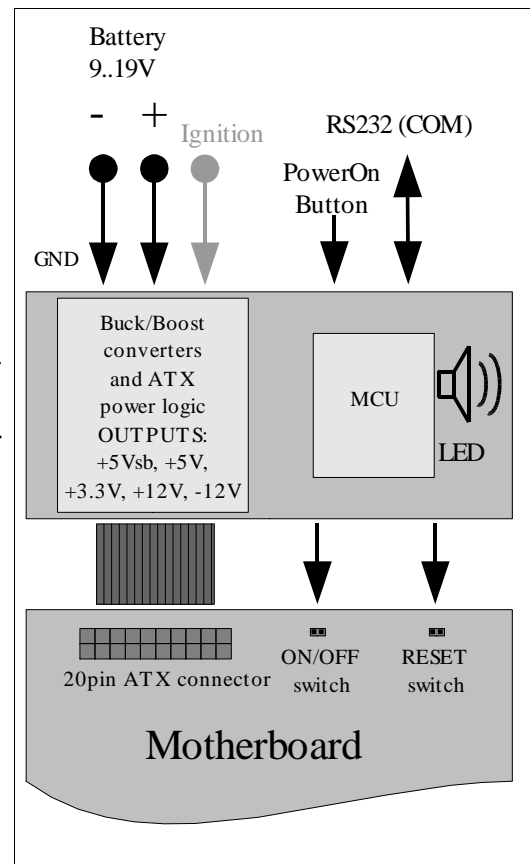 Battery
9..19V
- +
Ignition
RS232 (COM)
PowerOn
Button
GND
Buck/Boost
converters
and ATX
power logic
OUTPUTS:
+5Vsb, +5V,
+3.3V, +12V, -12V
MCU
LED
20pin ATX connector
ON/OFF
switch
RESET
switch
Motherboard